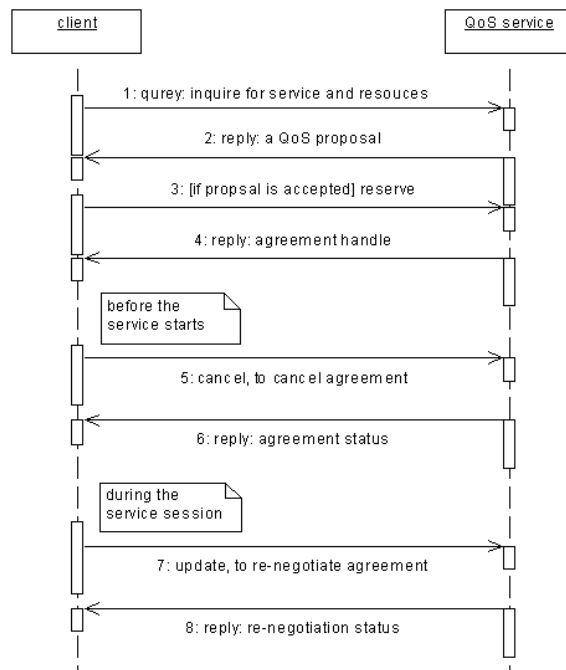 client
QoS service
1: qurey: inquire for service and resouces
2: reply: a QoS proposal
3: [if propsal is accepted] reserve
4: reply: agreement handle
before the
service starts
5: cancel, to cancel agreement
6: reply: agreement status
during the
service session
7: update, to re-negotiate agreement
8: reply: re-negotiation status